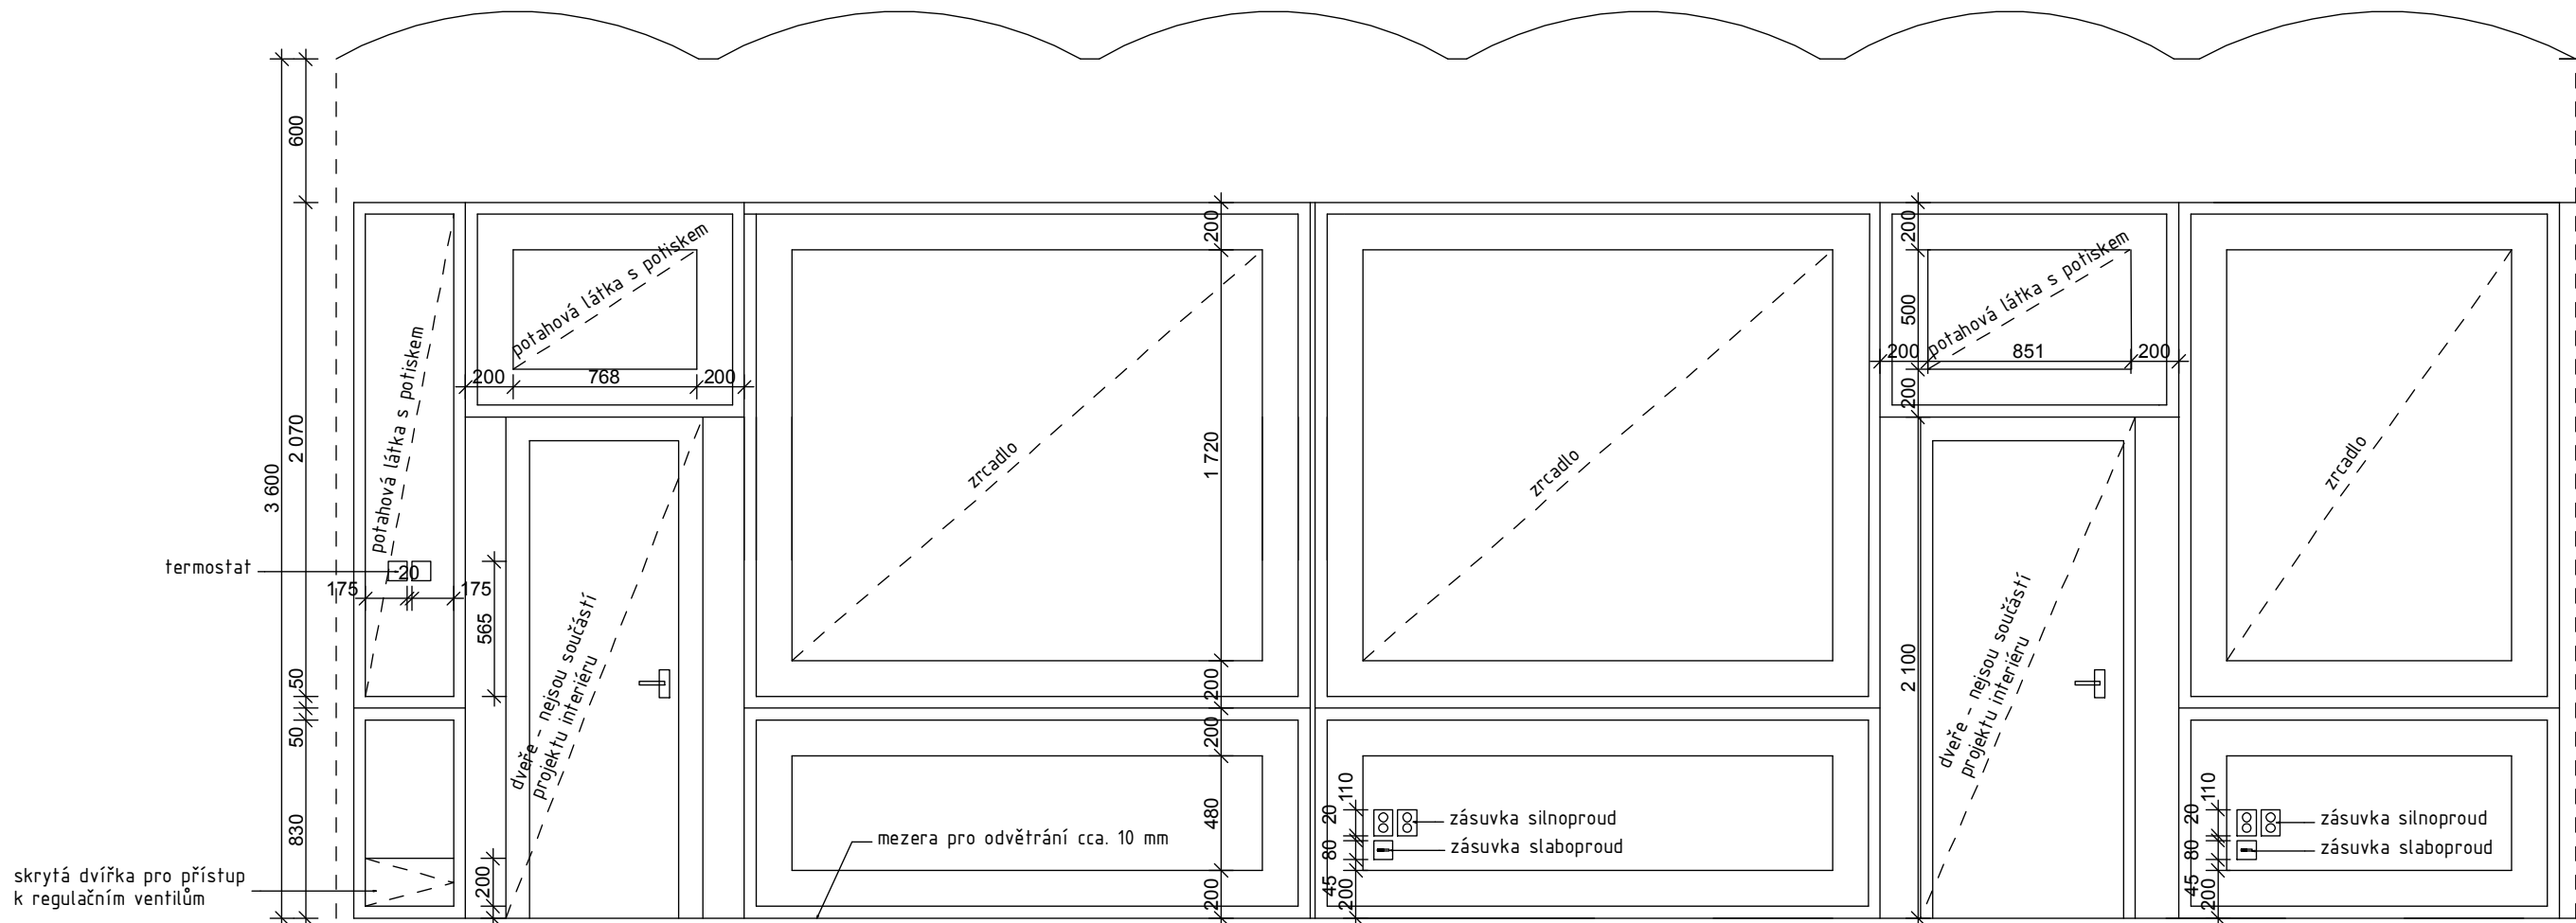 600
2 070
3 600
50
50
830
termostat
skrytá dvířka pro přístup
k regulačním ventilům
potahová látka s potiskem
175
20
175
565
200
potahová látka s potiskem
200
768
200
dveře - nejsou součástí
projektu interiéru
zrcadlo
200
1 720
200
200
480
200
mezera pro odvětrání cca. 10 mm
zrcadlo
110
20
80
45
200
zásuvka silnoproud
zásuvka slaboproud
200
500
200
2 100
potahová látka s potiskem
200
851
200
dveře - nejsou součástí
projektu interiéru
zrcadlo
110
20
80
45
200
zásuvka silnoproud
zásuvka slaboproud